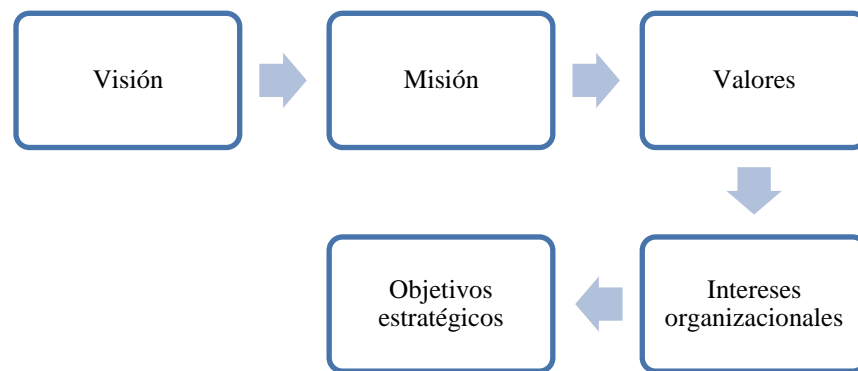 Visión
Misión
Valores
Intereses
organizacionales
Objetivos
estratégicos